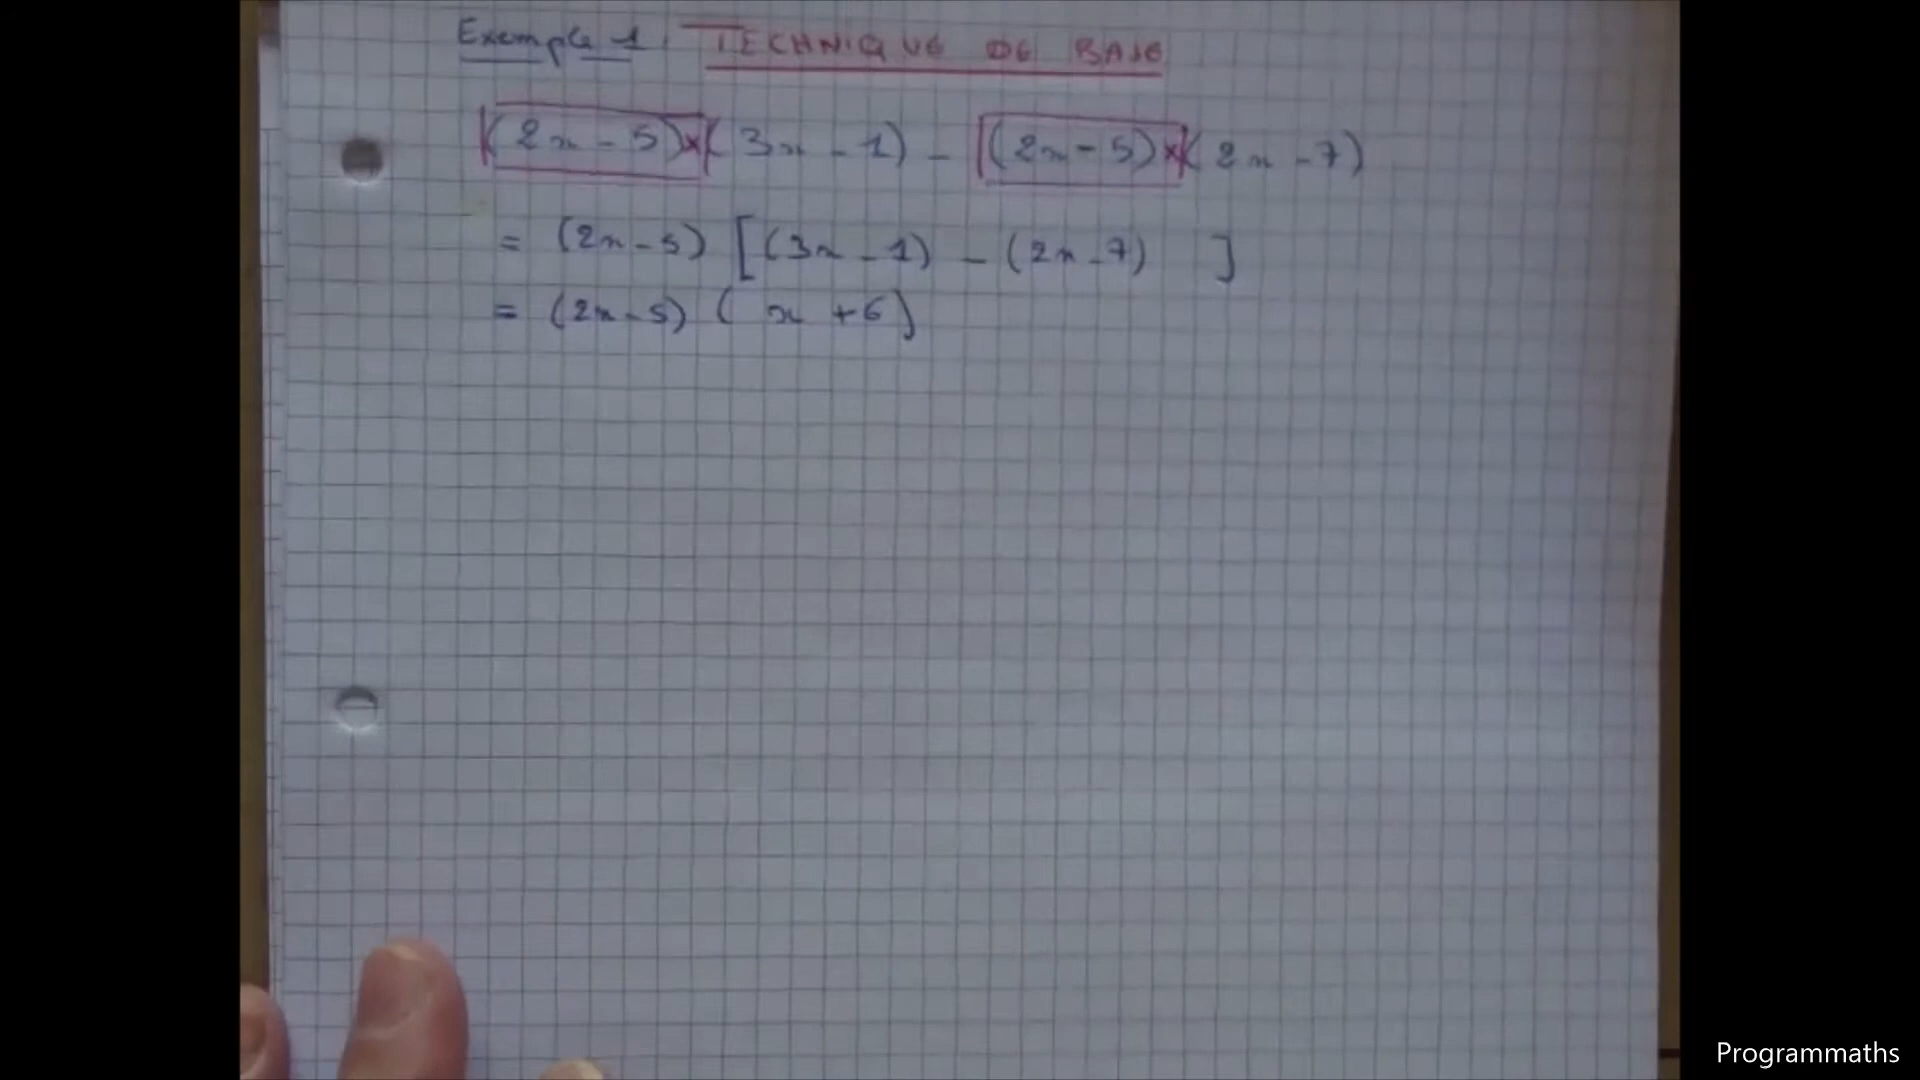 Exemple 1. TECHNIQUE DE BASE
(2x - 5)×(3x - 1) - (2x - 5)×(2x - 7)
= (2x - 5) [(3x - 1) - (2x - 7) ]
= (2x - 5) ( x + 6 ]
Programmaths